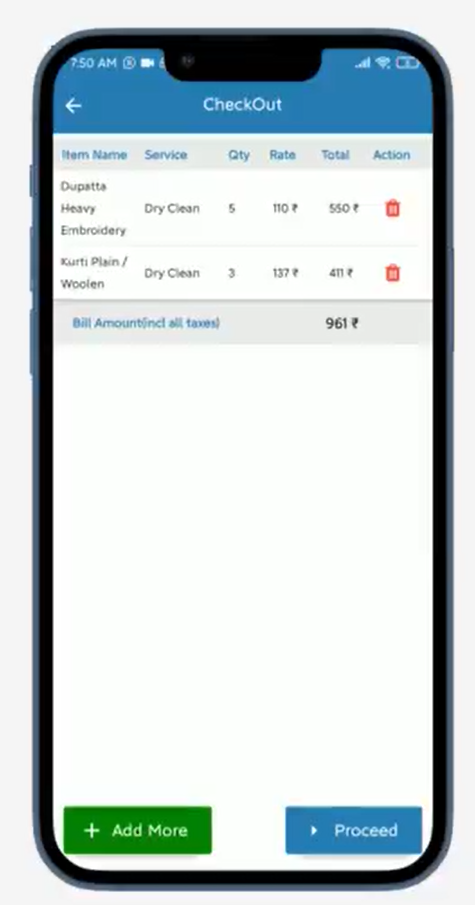 7:50 AM
CheckOut
Item Name Service Qty Rate Total Action
Dupatta
Heavy Dry Clean 5 110 ₹ 550 ₹
Embroidery
Kurti Plain /
Dry Clean 3 137 ₹ 411 ₹
Woolen
Bill Amount(incl all taxes) 961 ₹
+ Add More
Proceed